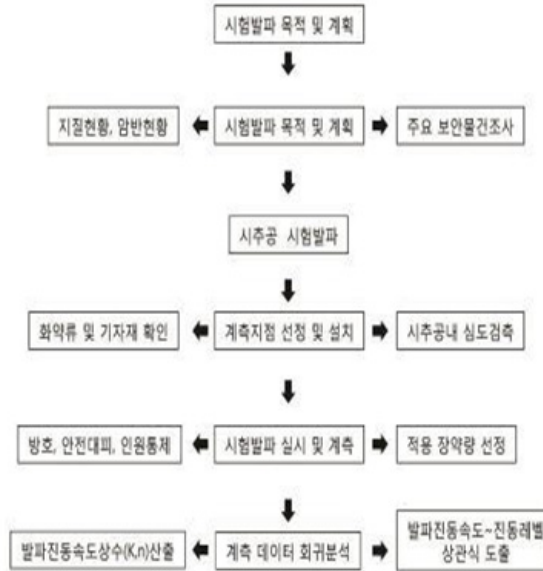 시험발파 목적 및 계획
지질현황, 암반현황
시험발파 목적 및 계획
주요 보안물건조사
시추공 시험발파
화약류 및 기자재 확인
계측지점 선정 및 설치
시추공내 심도검측
방호, 안전대피, 인원통제
시험발파 실시 및 계측
적용 장약량 선정
발파진동속도상수(K,n)산출
계측 데이터 회귀분석
발파진동속도~진동레벨
상관식 도출